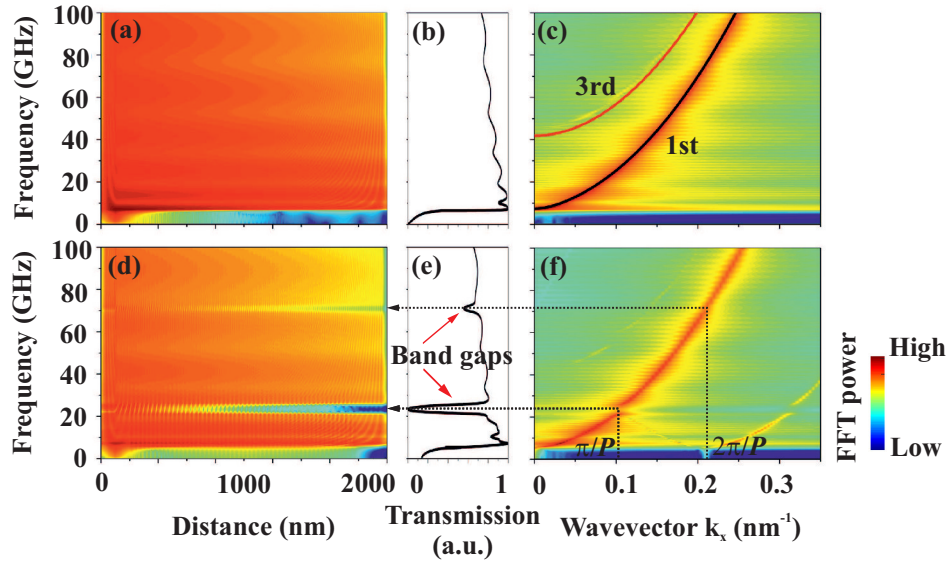 (a)
(b)
(c)
Frequency (GHz)
100
80
60
40
20
0
3rd
1st
(d)
(e)
(f)
Frequency (GHz)
100
80
60
40
20
0
Band gaps
π/P
2π/P
FFT power
High
Low
0 1000 2000
0 1
0 0.1 0.2 0.3
Distance (nm)
Transmission
(a.u.)
Wavevector kₓ (nm⁻¹)